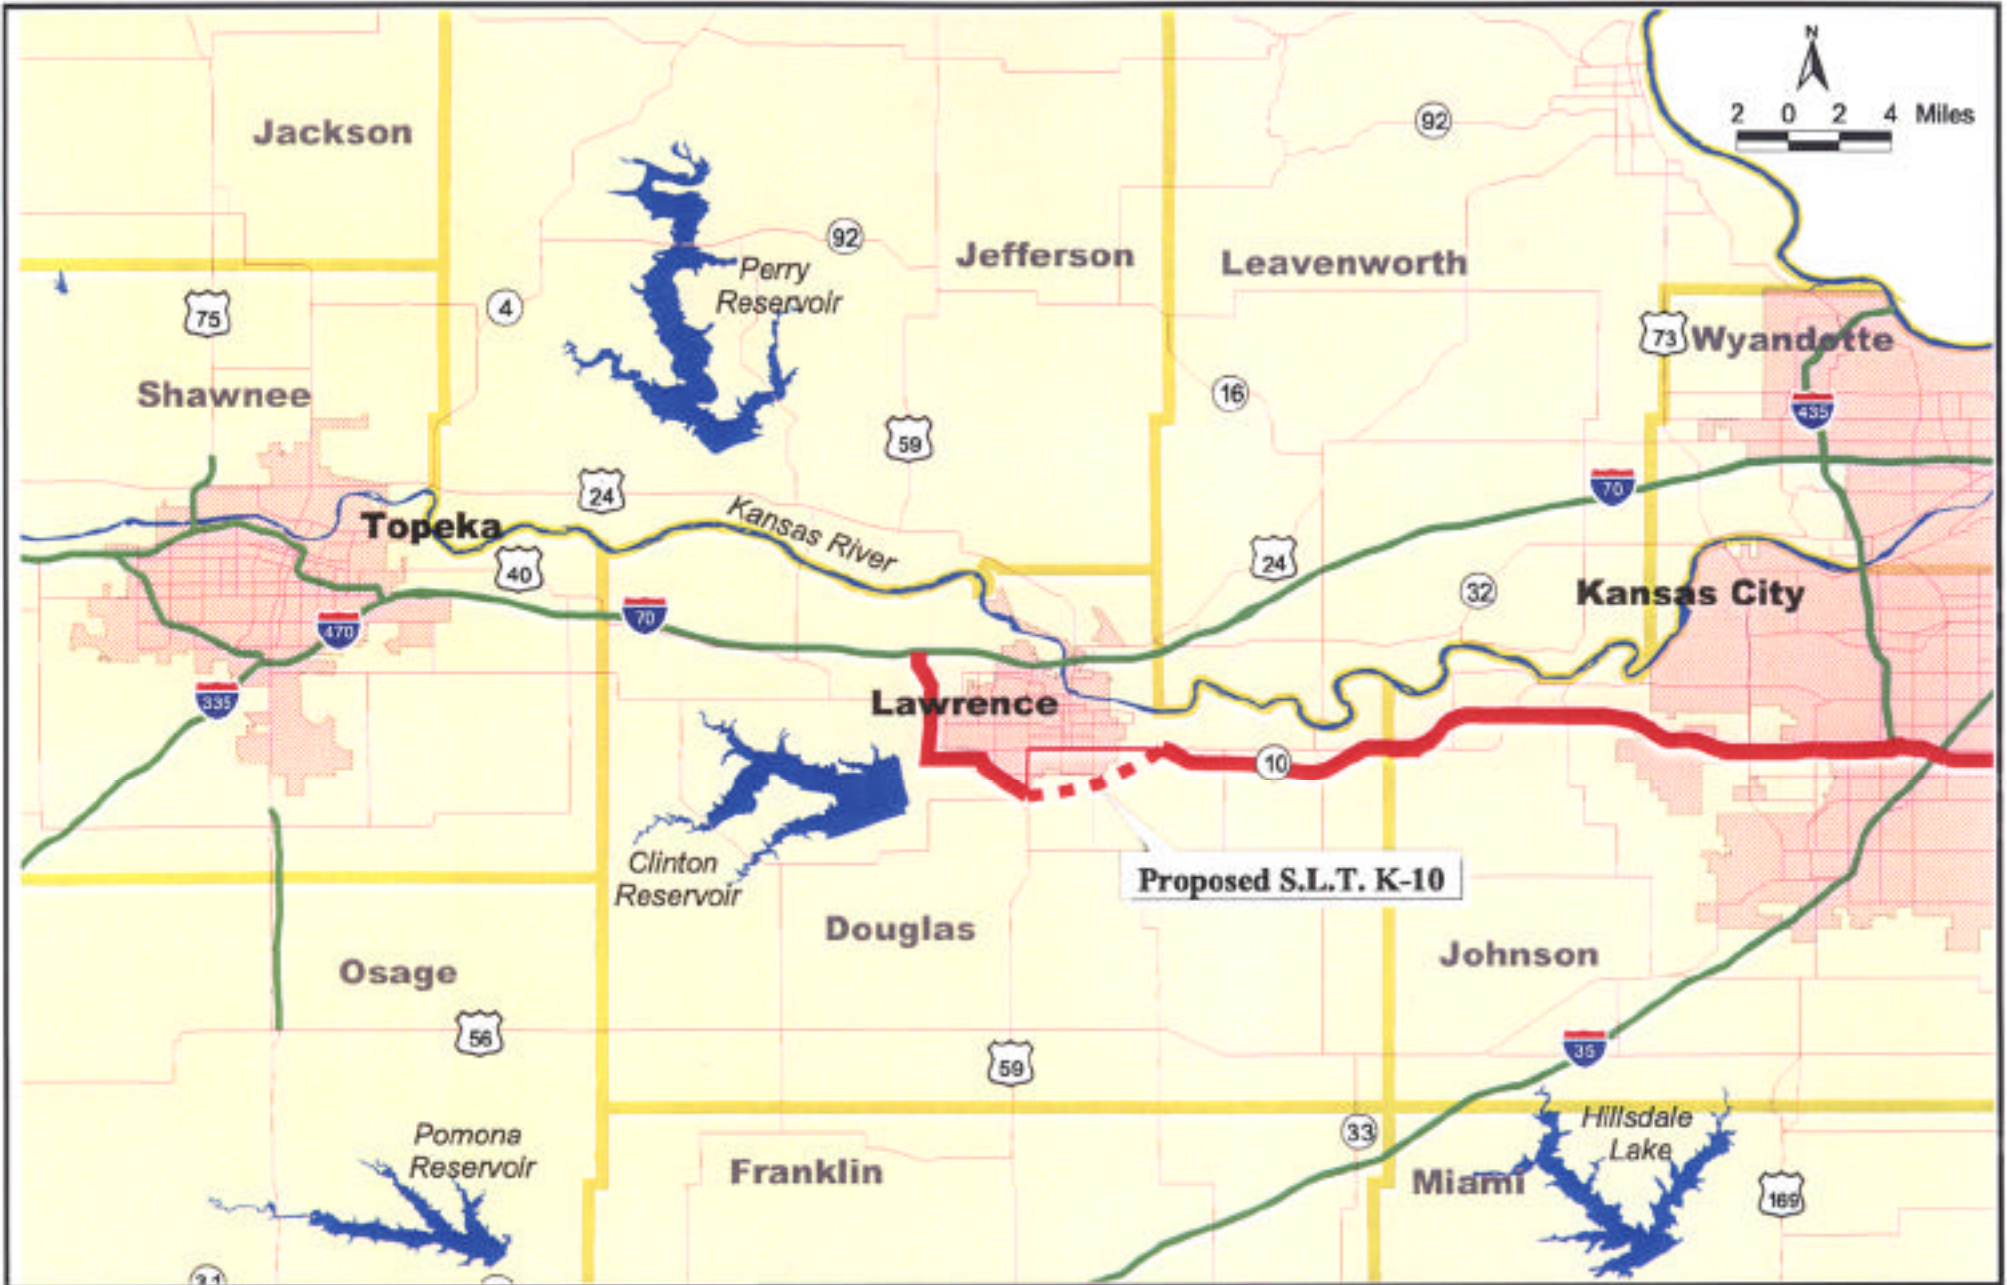 N
2 0 2 4 Miles
Jackson
92
92
Perry
Reservoir
Jefferson
Leavenworth
75
4
73
Wyandotte
Shawnee
16
435
59
24
70
Topeka
Kansas River
40
24
32
Kansas City
470
70
335
Lawrence
10
Clinton
Reservoir
Proposed S.L.T. K-10
Douglas
Johnson
Osage
56
59
35
Pomona
Reservoir
33
Hillsdale
Lake
Franklin
Miami
169
31